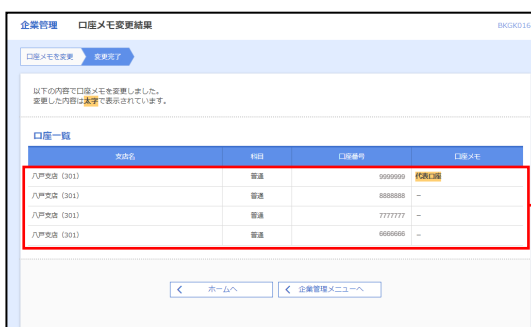 企業管理 口座メモ変更結果 BKGK016
口座メモを変更 変更完了
以下の内容で口座メモを変更しました。
変更した内容は太字で表示されています。
口座一覧
支店名 科目 口座番号 口座メモ
八戸支店（301） 普通 9999999 代表口座
八戸支店（301） 普通 8888888 －
八戸支店（301） 普通 7777777 －
八戸支店（301） 普通 6666666 －
ホームへ 企業管理メニューへ